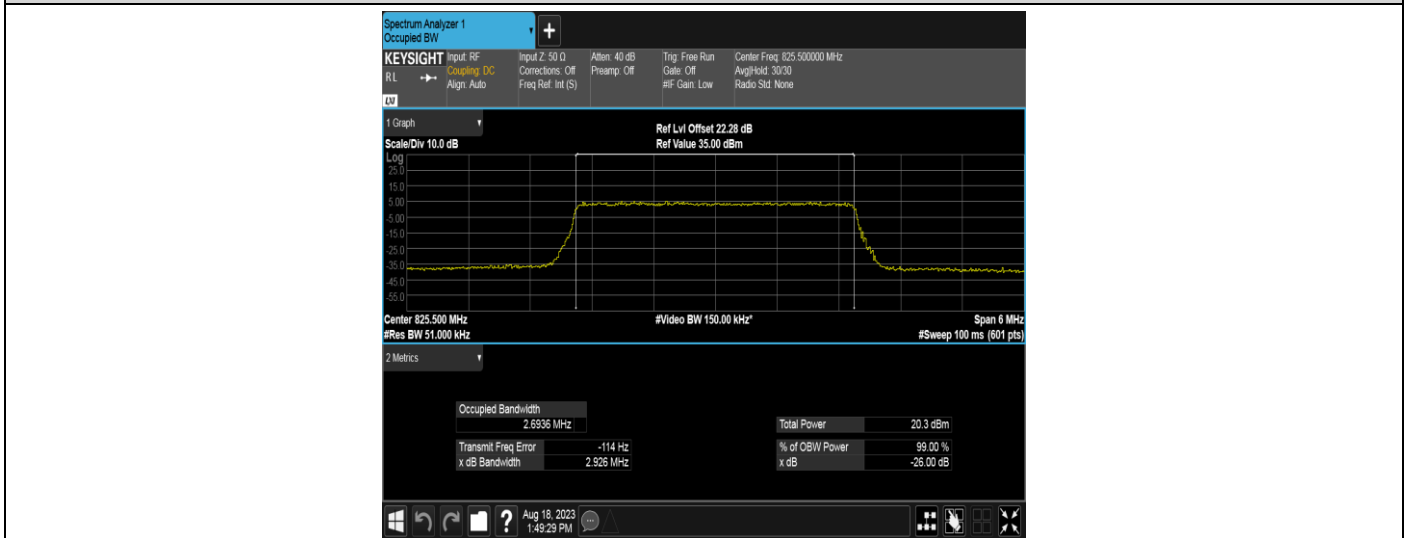 Spectrum Analyzer 1
Occupied BW
+
KEYSIGHT Input: RF Input Z: 50 Ω Atten: 40 dB Trig: Free Run Center Freq: 825.500000 MHz
RL Coupling: DC Corrections: Off Preamp: Off Gate: Off Avg|Hold: 30/30
Align: Auto Freq Ref: Int (S) #IF Gain: Low Radio Std: None
LXI
1 Graph Ref Lvl Offset 22.28 dB
Scale/Div 10.0 dB Ref Value 35.00 dBm
Log
25.0
15.0
5.00
-5.00
-15.0
-25.0
-35.0
-45.0
-55.0
Center 825.500 MHz #Video BW 150.00 kHz* Span 6 MHz
#Res BW 51.000 kHz #Sweep 100 ms (601 pts)
2 Metrics
Occupied Bandwidth
2.6936 MHz Total Power 20.3 dBm
Transmit Freq Error -114 Hz % of OBW Power 99.00 %
x dB Bandwidth 2.926 MHz x dB -26.00 dB
? Aug 18, 2023
1:49:29 PM